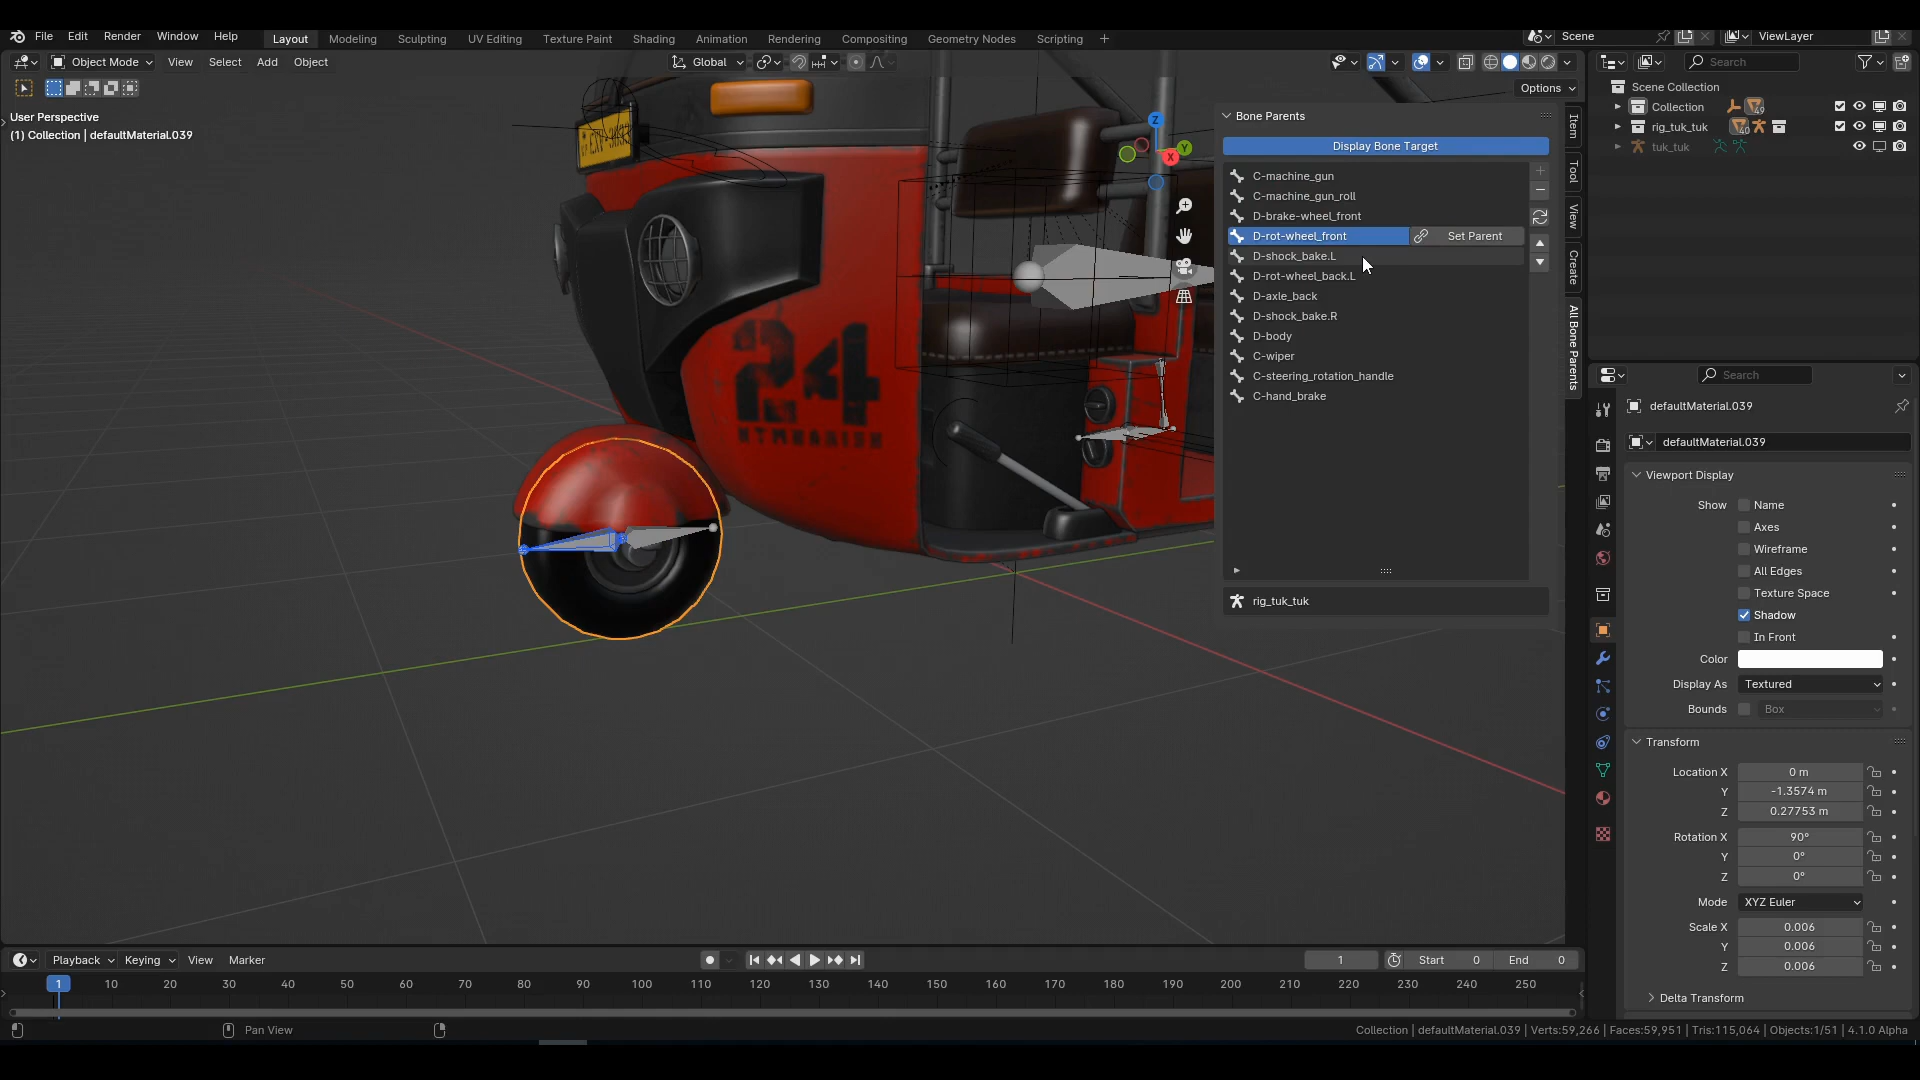 File Edit Render Window Help
Layout Modeling Sculpting UV Editing Texture Paint Shading Animation Rendering Compositing Geometry Nodes Scripting +
Scene ViewLayer
Object Mode View Select Add Object
Global
Search
Options
User Perspective
(1) Collection | defaultMaterial.039
Scene Collection
Collection 49
rig_tuk_tuk 40
tuk_tuk
Bone Parents
Display Bone Target
C-machine_gun
C-machine_gun_roll
D-brake-wheel_front
D-rot-wheel_front Set Parent
D-shock_bake.L
D-rot-wheel_back.L
D-axle_back
D-shock_bake.R
D-body
C-wiper
C-steering_rotation_handle
C-hand_brake
rig_tuk_tuk
Item
Tool
View
Create
All Bone Parents
Z
Y
X
24
Search
defaultMaterial.039
defaultMaterial.039
Viewport Display
Show Name
Axes
Wireframe
All Edges
Texture Space
Shadow
In Front
Color
Display As Textured
Bounds Box
Transform
Location X 0 m
Y -1.3574 m
Z 0.27753 m
Rotation X 90°
Y 0°
Z 0°
Mode XYZ Euler
Scale X 0.006
Y 0.006
Z 0.006
Delta Transform
Playback Keying View Marker
1 Start 0 End 0
1 10 20 30 40 50 60 70 80 90 100 110 120 130 140 150 160 170 180 190 200 210 220 230 240 250
Pan View
Collection | defaultMaterial.039 | Verts:59,266 | Faces:59,951 | Tris:115,064 | Objects:1/51 | 4.1.0 Alpha